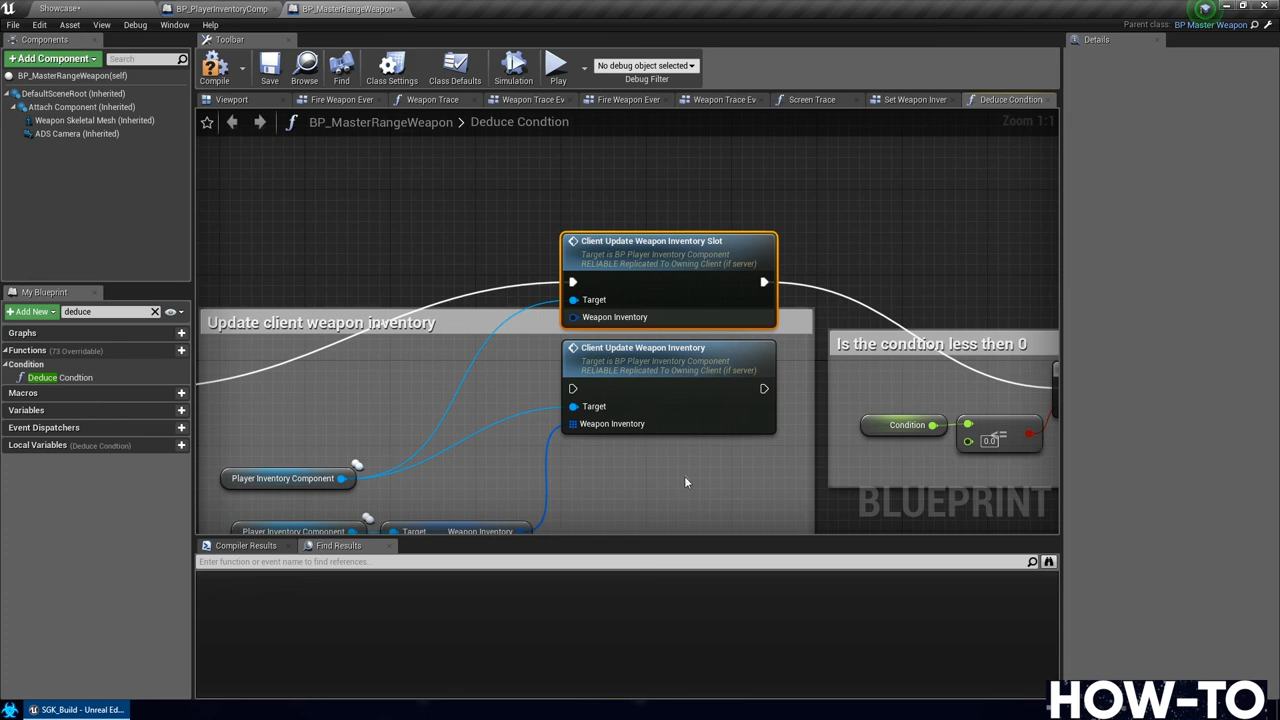 Showcase•
BP_PlayerInventoryComp
BP_MasterRangeWeapon•
File Edit Asset View Debug Window Help
Parent class: BP Master Weapon
Components
Toolbar
Details
+Add Component
Search
BP_MasterRangeWeapon(self)
DefaultSceneRoot (Inherited)
Attach Component (Inherited)
Weapon Skeletal Mesh (Inherited)
ADS Camera (Inherited)
Compile
Save
Browse
Find
Class Settings
Class Defaults
Simulation
Play
No debug object selected
Debug Filter
Viewport
Fire Weapon Ever
Weapon Trace
Weapon Trace Ev
Fire Weapon Ever
Weapon Trace Ev
Screen Trace
Set Weapon Inver
Deduce Condition
BP_MasterRangeWeapon > Deduce Condtion
Zoom 1:1
Client Update Weapon Inventory Slot
Target is BP Player Inventory Component
RELIABLE Replicated To Owning Client (if server)
Target
Weapon Inventory
Update client weapon inventory
Client Update Weapon Inventory
Target is BP Player Inventory Component
RELIABLE Replicated To Owning Client (if server)
Target
Weapon Inventory
Is the condtion less then 0
Condition
0.0
<=
Player Inventory Component
Player Inventory Component
Target Weapon Inventory
BLUEPRINT
My Blueprint
+Add New
deduce
Graphs
Functions (73 Overridable)
Condition
Deduce Condtion
Macros
Variables
Event Dispatchers
Local Variables (Deduce Condtion)
Compiler Results
Find Results
Enter function or event name to find references...
SGK_Build - Unreal Ed...
HOW-TO